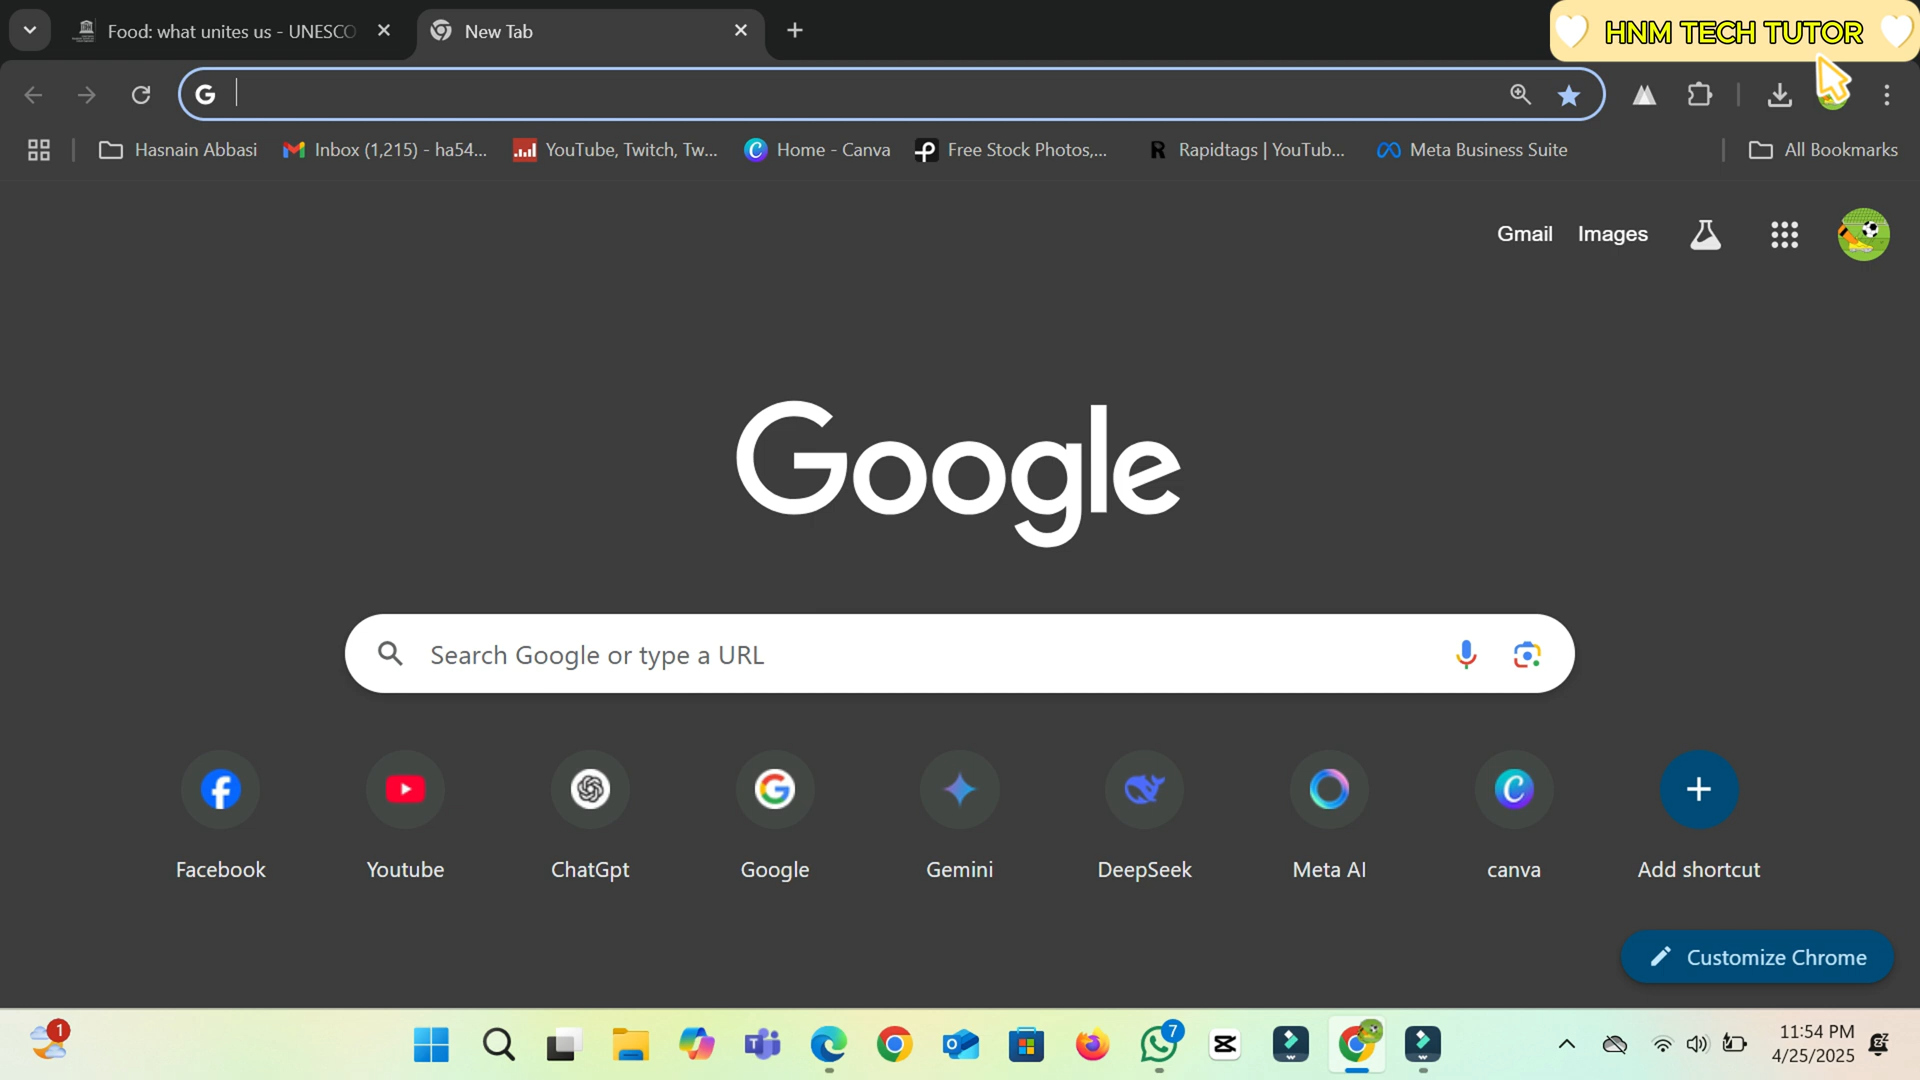 Food: what unites us - UNESCO
New Tab
HNM TECH TUTOR
Hasnain Abbasi
Inbox (1,215) - ha54...
YouTube, Twitch, Tw...
Home - Canva
Free Stock Photos,...
Rapidtags | YouTub...
Meta Business Suite
All Bookmarks
Gmail
Images
Google
Search Google or type a URL
Facebook
Youtube
ChatGpt
Google
Gemini
DeepSeek
Meta AI
canva
Add shortcut
Customize Chrome
1
7
11:54 PM
4/25/2025